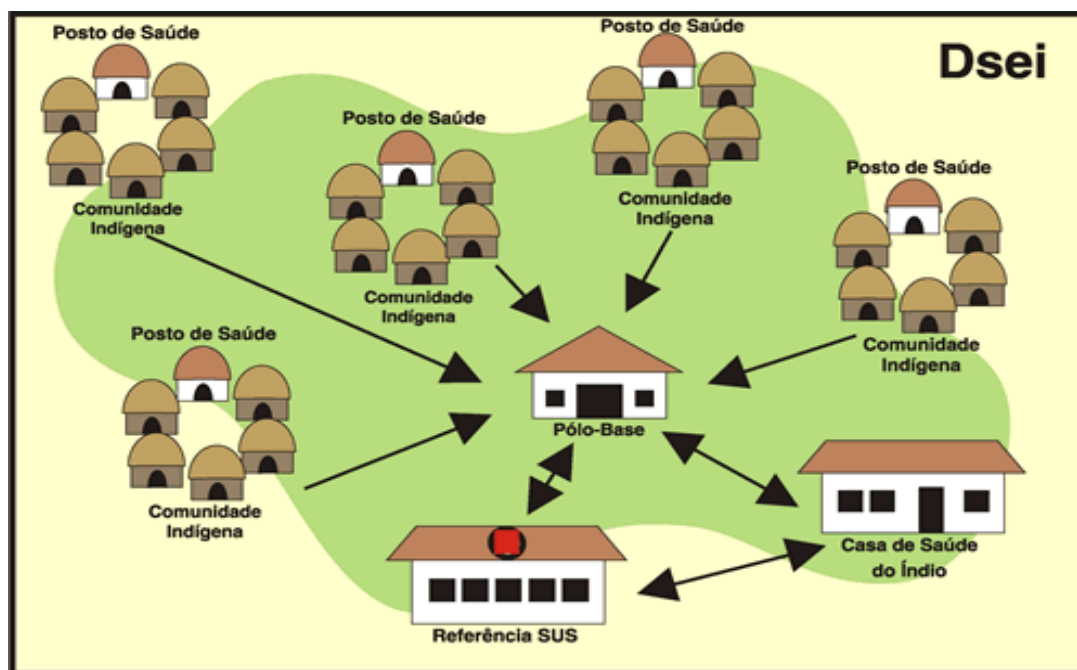 Posto de Saúde
Posto de Saúde
Dsei
Posto de Saúde
Posto de Saúde
Comunidade
Indígena
Comunidade
Indígena
Comunidade
Indígena
Posto de Saúde
Comunidade
Indígena
Pólo-Base
Comunidade
Indígena
Casa de Saúde
do Índio
Referência SUS